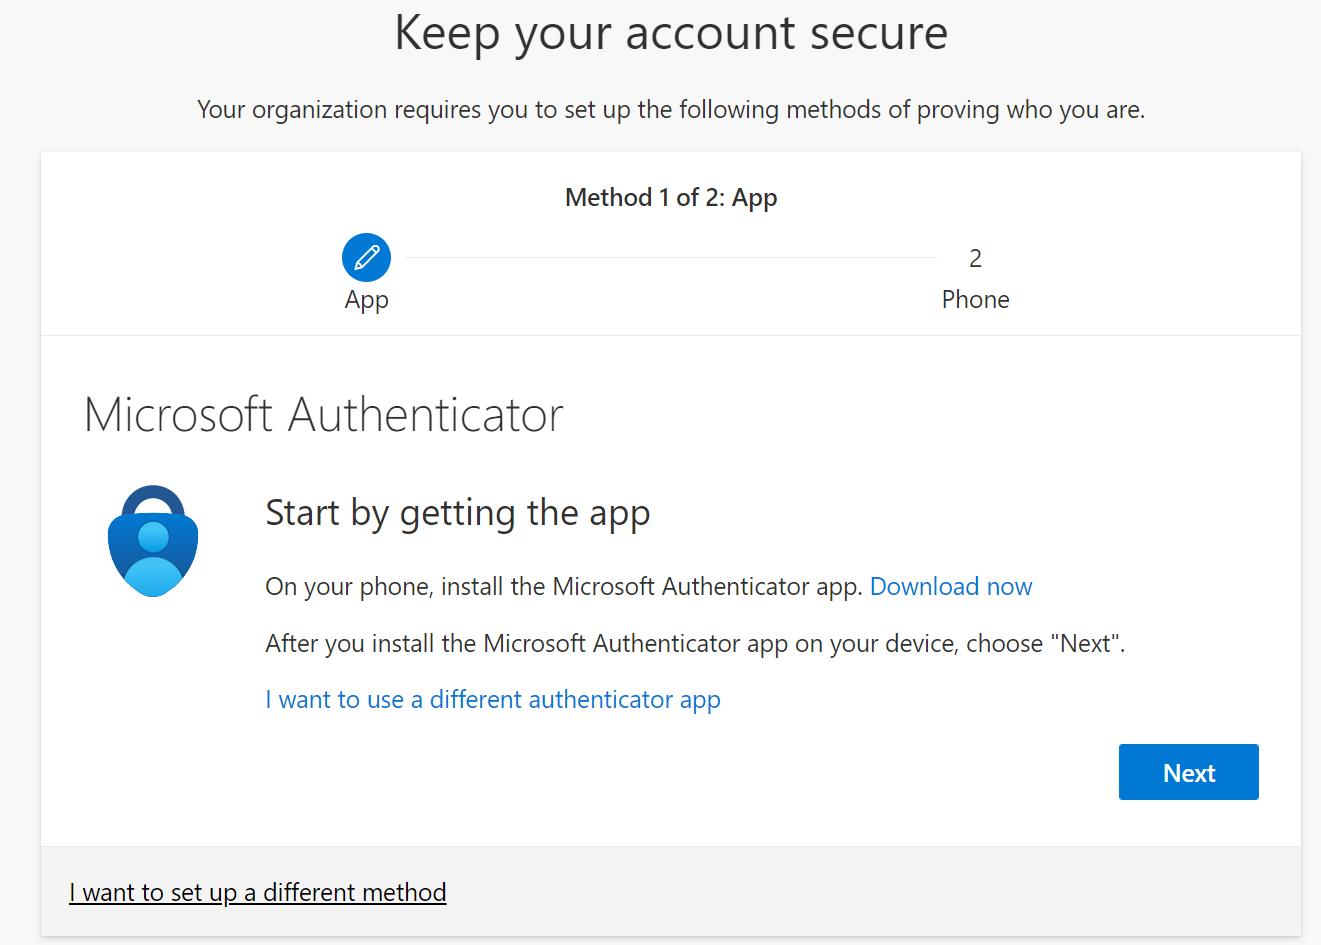 Keep your account secure
Your organization requires you to set up the following methods of proving who you are.
Method 1 of 2: App
2
App
Phone
Microsoft Authenticator
Start by getting the app
On your phone, install the Microsoft Authenticator app. Download now
After you install the Microsoft Authenticator app on your device, choose "Next".
I want to use a different authenticator app
Next
I want to set up a different method